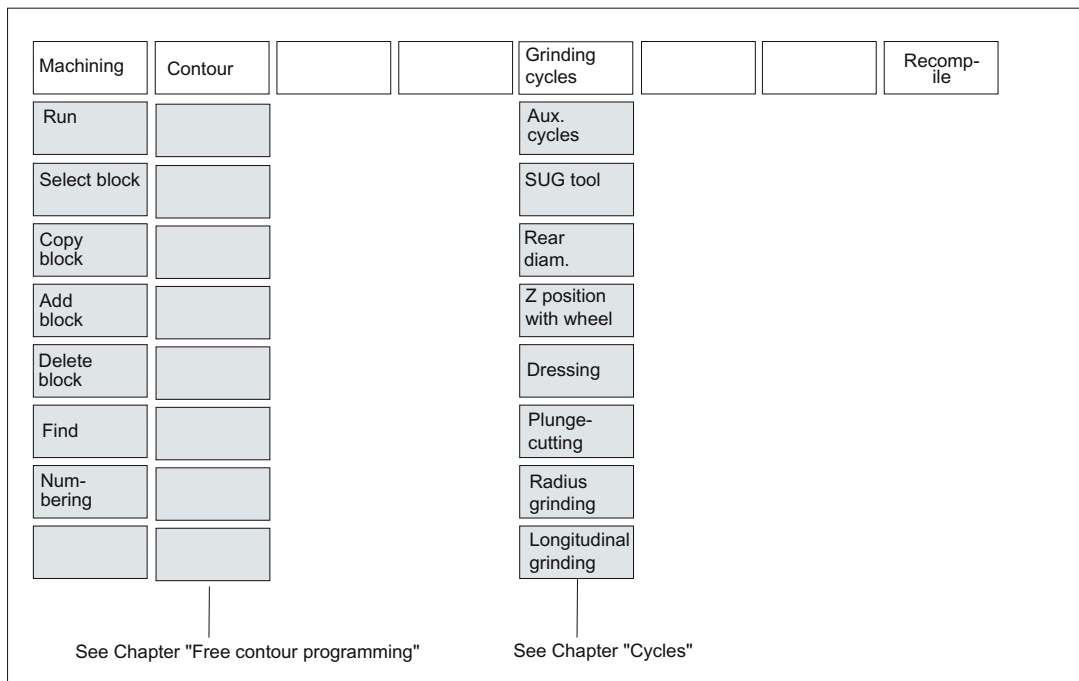 Machining
Contour
Grinding
cycles
Recomp-
ile
Run
Aux.
cycles
Select block
SUG tool
Copy
block
Rear
diam.
Add
block
Z position
with wheel
Delete
block
Dressing
Find
Plunge-
cutting
Num-
bering
Radius
grinding
Longitudinal
grinding
See Chapter "Free contour programming"
See Chapter "Cycles"